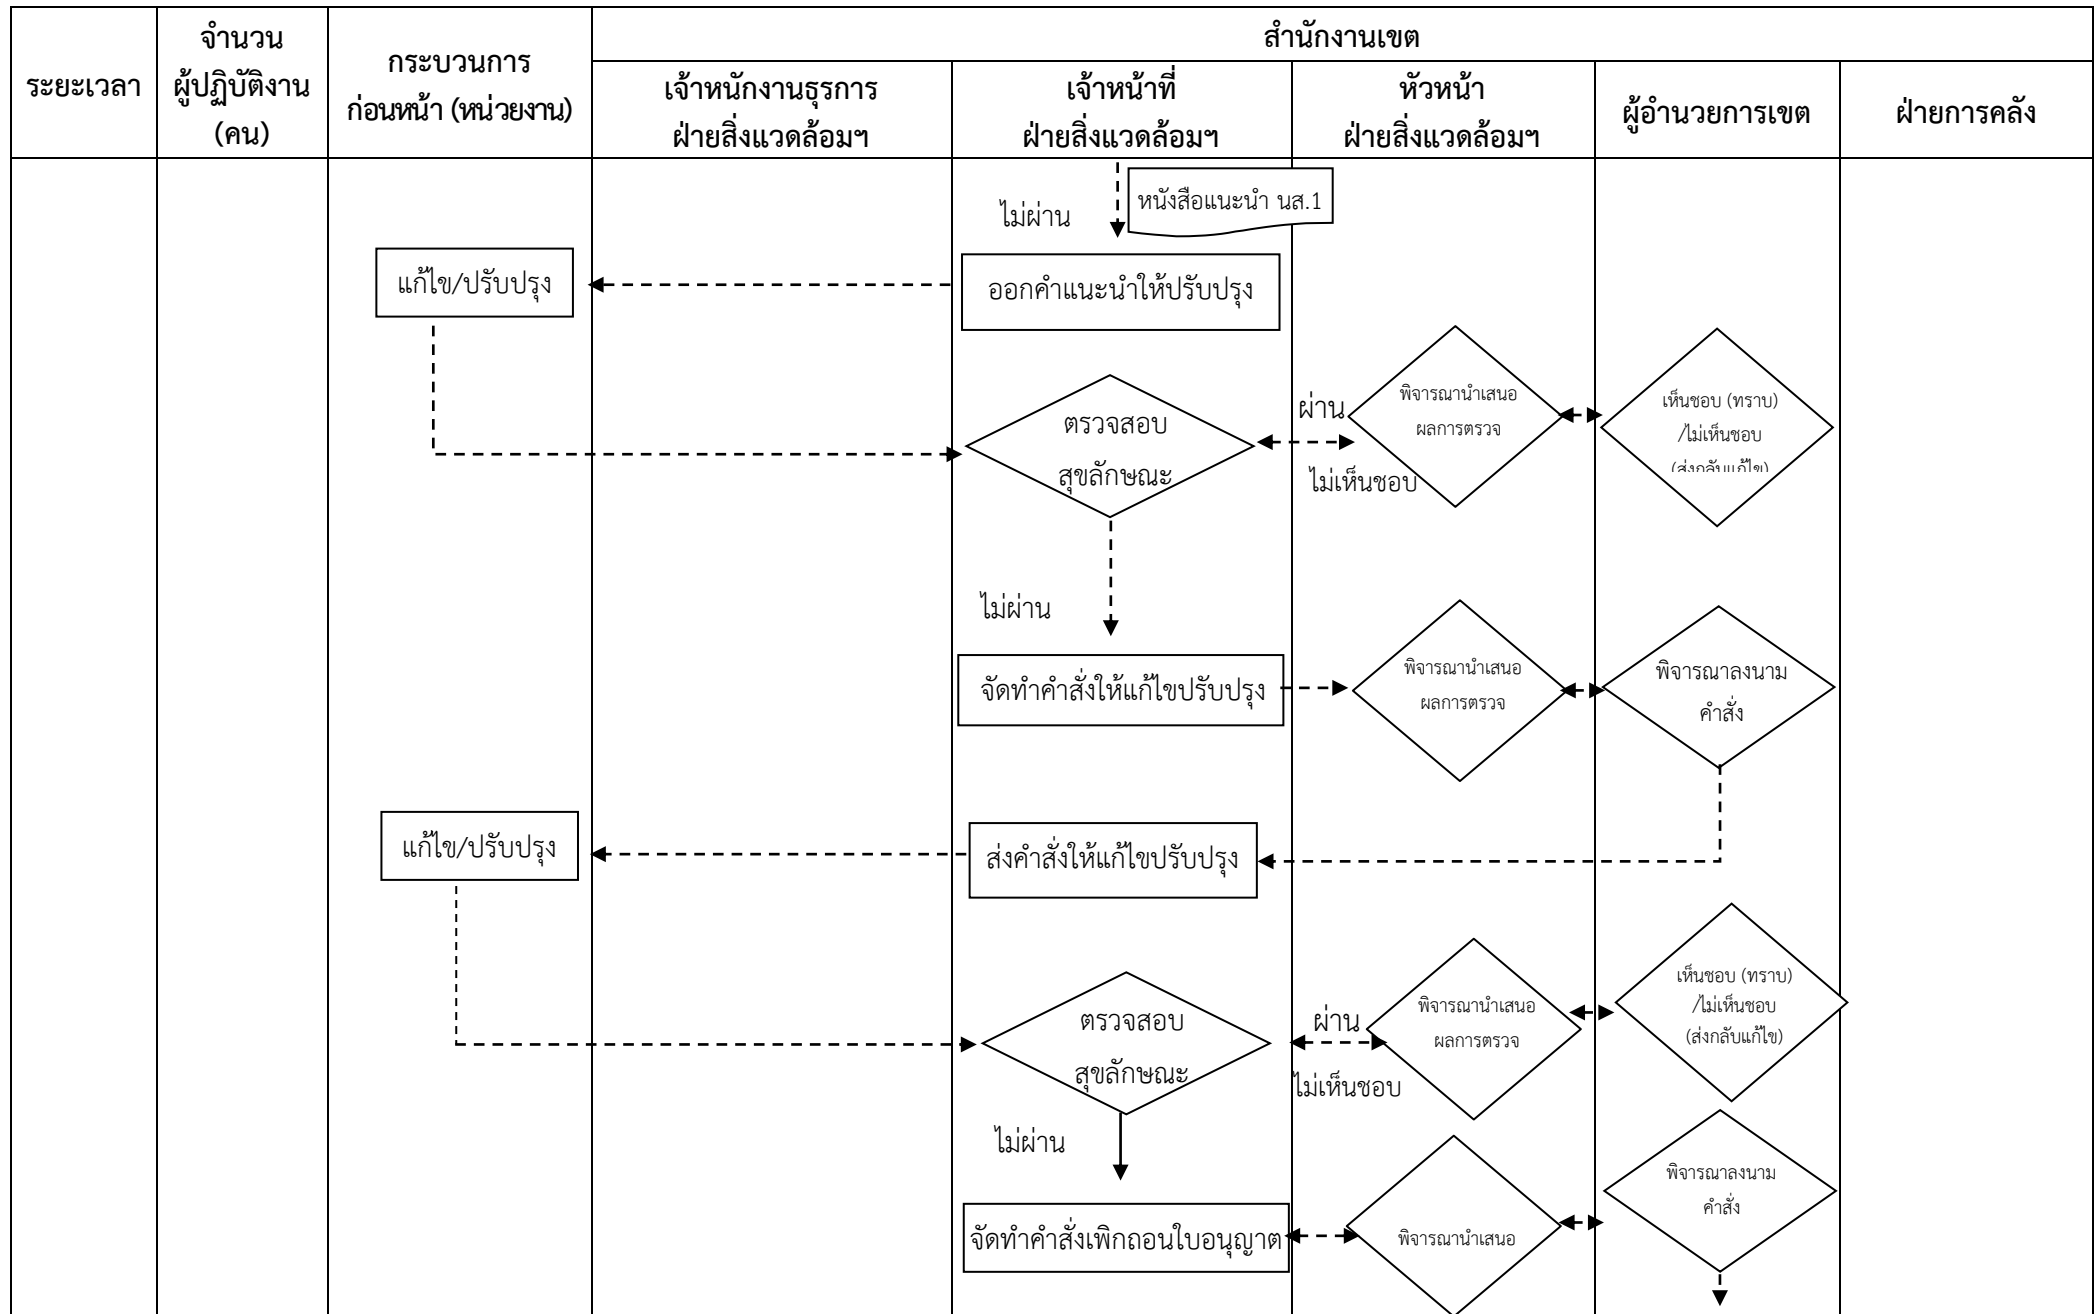 สำนักงานเขต
ระยะเวลา
จำนวน
ผู้ปฏิบัติงาน
(คน)
กระบวนการ
ก่อนหน้า (หน่วยงาน)
เจ้าหนักงานธุรการ
ฝ่ายสิ่งแวดล้อมฯ
เจ้าหน้าที่
ฝ่ายสิ่งแวดล้อมฯ
หัวหน้า
ฝ่ายสิ่งแวดล้อมฯ
ผู้อำนวยการเขต
ฝ่ายการคลัง
ไม่ผ่าน
หนังสือแนะนำ นส.1
แก้ไข/ปรับปรุง
ออกคำแนะนำให้ปรับปรุง
ตรวจสอบ
สุขลักษณะ
ผ่าน
ไม่เห็นชอบ
พิจารณานำเสนอ
ผลการตรวจ
เห็นชอบ (ทราบ)
/ไม่เห็นชอบ
(ส่งกลับแก้ไข)
ไม่ผ่าน
จัดทำคำสั่งให้แก้ไขปรับปรุง
พิจารณานำเสนอ
ผลการตรวจ
พิจารณาลงนาม
คำสั่ง
แก้ไข/ปรับปรุง
ส่งคำสั่งให้แก้ไขปรับปรุง
ตรวจสอบ
สุขลักษณะ
ผ่าน
ไม่เห็นชอบ
พิจารณานำเสนอ
ผลการตรวจ
เห็นชอบ (ทราบ)
/ไม่เห็นชอบ
(ส่งกลับแก้ไข)
ไม่ผ่าน
จัดทำคำสั่งเพิกถอนใบอนุญาต
พิจารณานำเสนอ
พิจารณาลงนาม
คำสั่ง